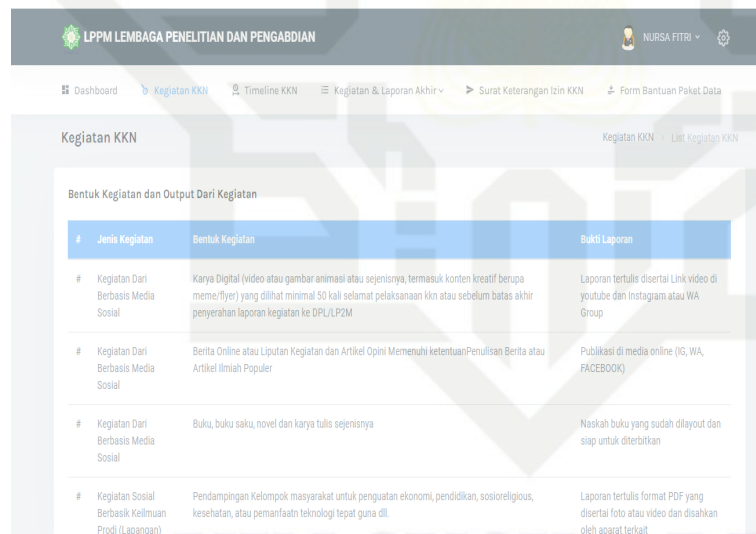 LPPM LEMBAGA PENELITIAN DAN PENGABDIAN
NURSA FITRI
Dashboard Kegiatan KKN Timeline KKN Kegiatan & Laporan Akhir Surat Keterangan Izin KKN Form Bantuan Paket Data
Kegiatan KKN
Kegiatan KKN List Kegiatan KKN
Bentuk Kegiatan dan Output Dari Kegiatan
# Jenis Kegiatan Bentuk Kegiatan Bukti Laporan
# Kegiatan Dari Karya Digital (video atau gambar animasi atau sejenisnya, termasuk konten kreatif berupa Laporan tertulis disertai Link video di
Berbasis Media meme/flyer) yang dilihat minimal 50 kali selamat pelaksanaan kkn atau sebelum batas akhir youtube dan Instagram atau WA
Sosial penyerahan laporan kegiatan ke DPL/LP2M Group
# Kegiatan Dari Berita Online atau Liputan Kegiatan dan Artikel Opini Memenuhi ketentuanPenulisan Berita atau Publikasi di media online (IG, WA,
Berbasis Media Artikel Ilmiah Populer FACEBOOK)
Sosial
# Kegiatan Dari Buku, buku saku, novel dan karya tulis sejenisnya Naskah buku yang sudah dilayout dan
Berbasis Media siap untuk diterbitkan
Sosial
# Kegiatan Sosial Pendampingan Kelompok masyarakat untuk penguatan ekonomi, pendidikan, sosioreligious, Laporan tertulis format PDF yang
Berbasik Keilmuan kesehatan, atau pemanfaatn teknologi tepat guna dll. disertai foto atau video dan disahkan
Prodi (Lapangan) oleh aparat terkait